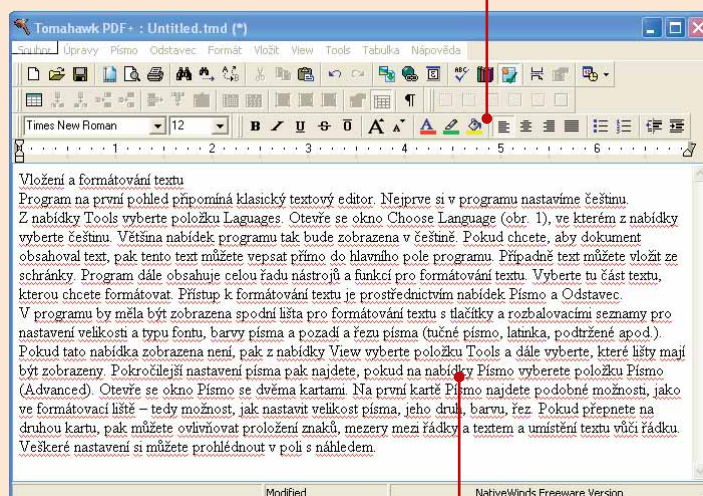 Tomahawk PDF+ : Untitled.tmd (*)
Soubor Úpravy Písmo Odstavec Formát Vložit View Tools Tabulka Nápověda
Times New Roman 12
1 2 3 4 5 6 7
Vložení a formátování textu
Program na první pohled připomíná klasický textový editor. Nejprve si v programu nastavíme češtinu.
Z nabídky Tools vyberte položku Laguages. Otevře se okno Choose Language (obr. 1), ve kterém z nabídky
vyberte češtinu. Většina nabídek programu tak bude zobrazena v češtině. Pokud chcete, aby dokument
obsahoval text, pak tento text můžete vepsat přímo do hlavního pole programu. Případně text můžete vložit ze
schránky. Program dále obsahuje celou řadu nástrojů a funkcí pro formátování textu. Vyberte tu část textu,
kterou chcete formátovat. Přístup k formátování textu je prostřednictvím nabídek Písmo a Odstavec.
V programu by měla být zobrazena spodní lišta pro formátování textu s tlačítky a rozbalovacími seznamy pro
nastavení velikosti a typu fontu, barvy písma a pozadí a řezu písma (tučné písmo, latinka, podtržené apod.).
Pokud tato nabídka zobrazena není, pak z nabídky View vyberte položku Tools a dále vyberte, které lišty mají
být zobrazeny. Pokročilejší nastavení písma pak najdete, pokud na nabídky Písmo vyberete položku Písmo
(Advanced). Otevře se okno Písmo se dvěma kartami. Na první kartě Písmo najdete podobné možnosti, jako
ve formátovací liště – tedy možnost, jak nastavit velikost písma, jeho druh, barvu, řez. Pokud přepnete na
druhou kartu, pak můžete ovlivňovat proložení znaků, mezery mezi řádky a textem a umístění textu vůči řádku.
Veškeré nastavení si můžete prohlédnout v poli s náhledem.
Modified NativeWinds Freeware Version